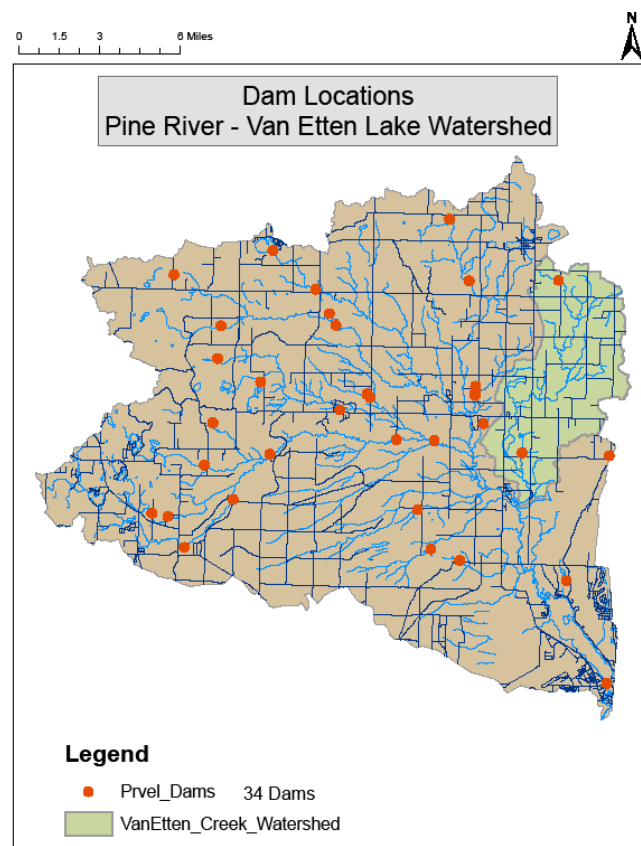 N
0 1.5 3 6 Miles
Dam Locations
Pine River - Van Etten Lake Watershed
Legend
Prvel_Dams 34 Dams
VanEtten_Creek_Watershed